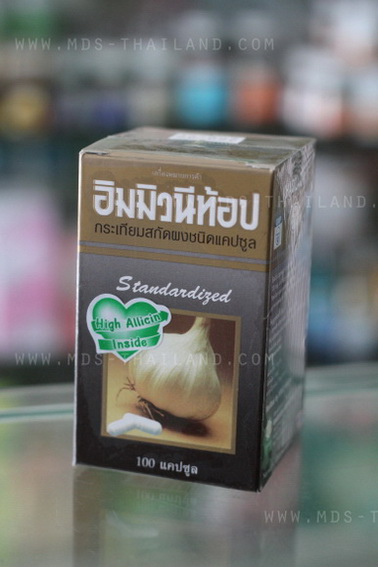 WWW.MDS-THAILAND.COM
อิมมิวนีท้อป
กระเทียมสกัดผงชนิดแคปซูล
Standardized
High Allicin
Inside
100 แคปซูล
WWW.MDS-T